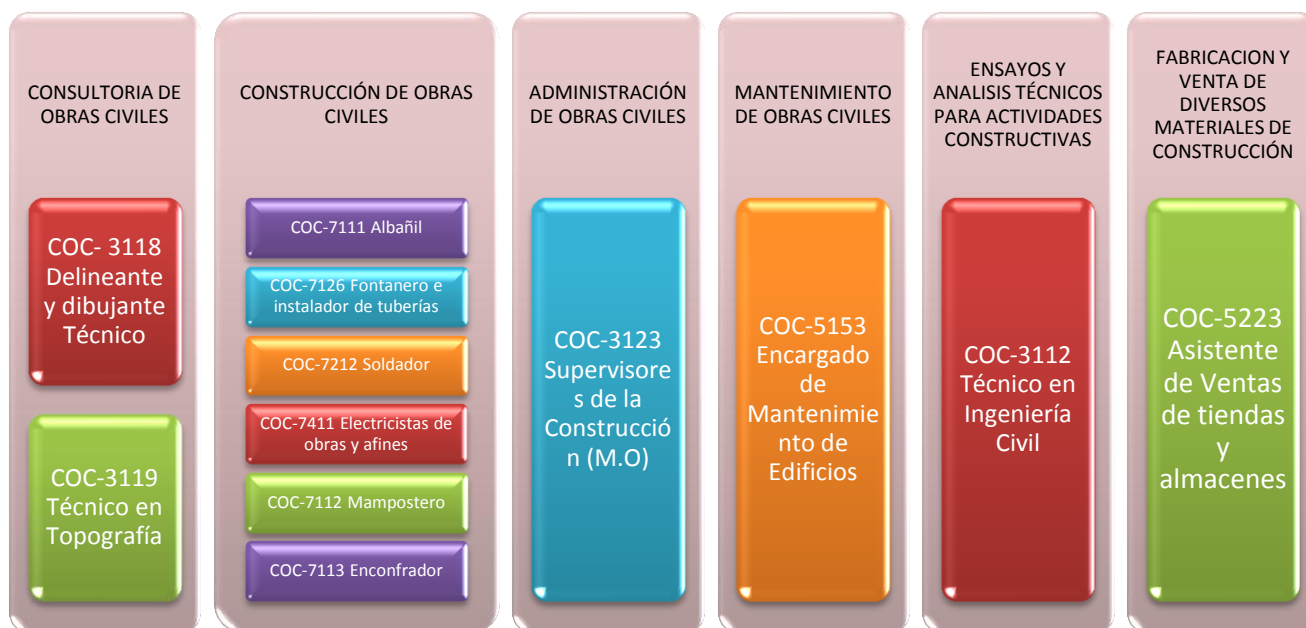 CONSULTORIA DE
OBRAS CIVILES
COC- 3118
Delineante
y dibujante
Técnico
COC-3119
Técnico en
Topografía
CONSTRUCCIÓN DE OBRAS
CIVILES
COC-7111 Albañil
COC-7126 Fontanero e
instalador de tuberías
COC-7212 Soldador
COC-7411 Electricistas de
obras y afines
COC-7112 Mampostero
COC-7113 Enconfrador
ADMINISTRACIÓN
DE OBRAS CIVILES
COC-3123
Supervisore
s de la
Construcció
n (M.O)
MANTENIMIENTO
DE OBRAS CIVILES
COC-5153
Encargado
de
Mantenimie
nto de
Edificios
ENSAYOS Y
ANALISIS TÉCNICOS
PARA ACTIVIDADES
CONSTRUCTIVAS
COC-3112
Técnico en
Ingeniería
Civil
FABRICACION Y
VENTA DE
DIVERSOS
MATERIALES DE
CONSTRUCCIÓN
COC-5223
Asistente
de Ventas
de tiendas
y
almacenes